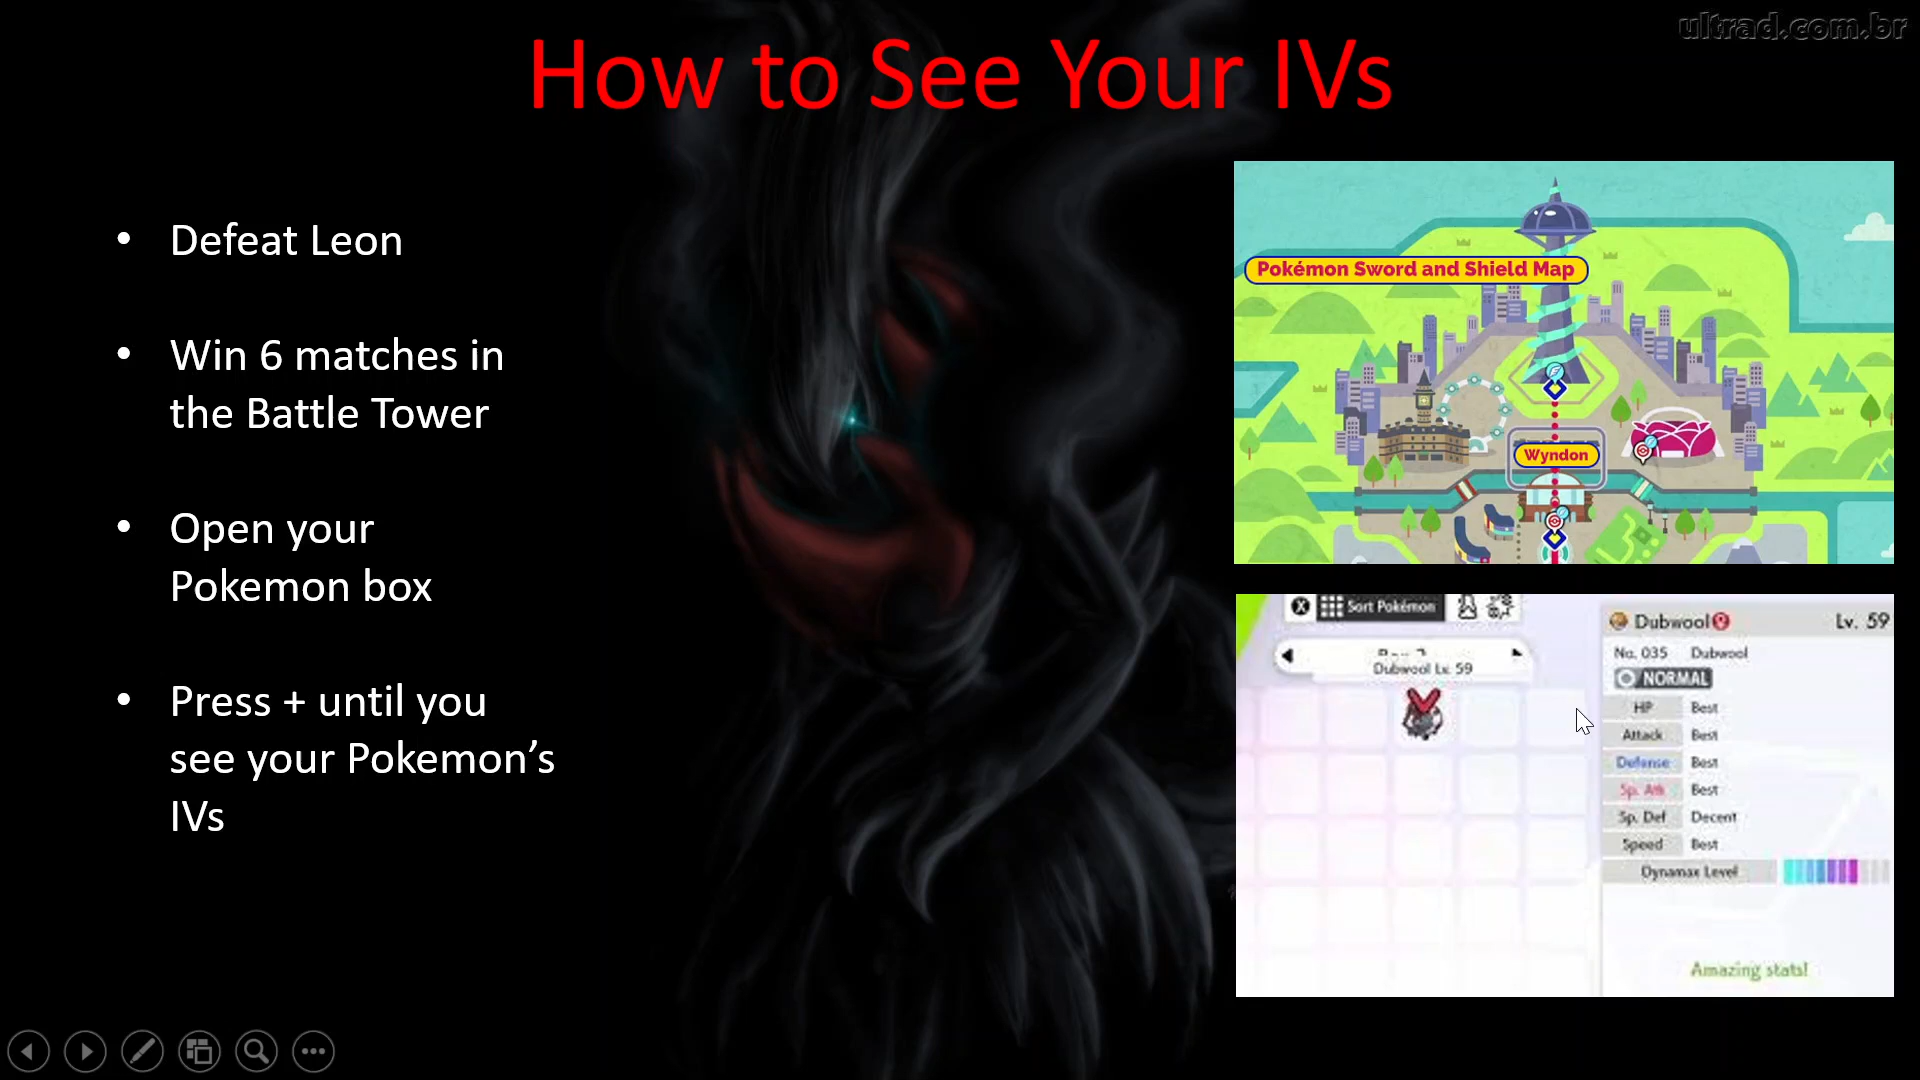 ultrad.com.br
How to See Your IVs
• Defeat Leon
• Win 6 matches in
the Battle Tower
• Open your
Pokemon box
• Press + until you
see your Pokemon’s
IVs
Pokémon Sword and Shield Map
Wyndon
X Sort Pokémon
Dubwool Lv. 59
Dubwool Lv. 59
No. 035 Dubwool
NORMAL
HP Best
Attack Best
Defense Best
Sp. Atk Best
Sp. Def Decent
Speed Best
Dynamax Level
Amazing stats!